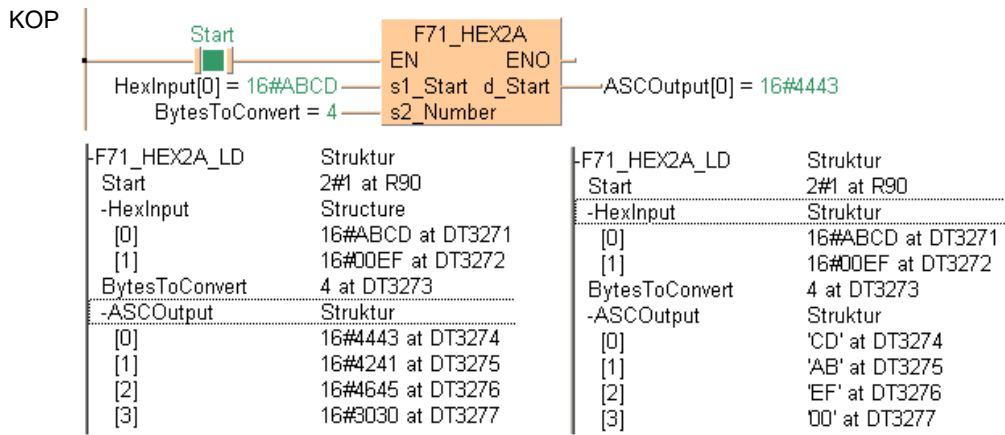 KOP
Start
F71_HEX2A
EN ENO
HexInput[0] = 16#ABCD s1_Start d_Start ASCOutput[0] = 16#4443
BytesToConvert = 4 s2_Number
-F71_HEX2A_LD Struktur
Start 2#1 at R90
-HexInput Structure
[0] 16#ABCD at DT3271
[1] 16#00EF at DT3272
BytesToConvert 4 at DT3273
-ASCOutput Struktur
[0] 16#4443 at DT3274
[1] 16#4241 at DT3275
[2] 16#4645 at DT3276
[3] 16#3030 at DT3277
-F71_HEX2A_LD Struktur
Start 2#1 at R90
-HexInput Struktur
[0] 16#ABCD at DT3271
[1] 16#00EF at DT3272
BytesToConvert 4 at DT3273
-ASCOutput Struktur
[0] 'CD' at DT3274
[1] 'AB' at DT3275
[2] 'EF' at DT3276
[3] '00' at DT3277